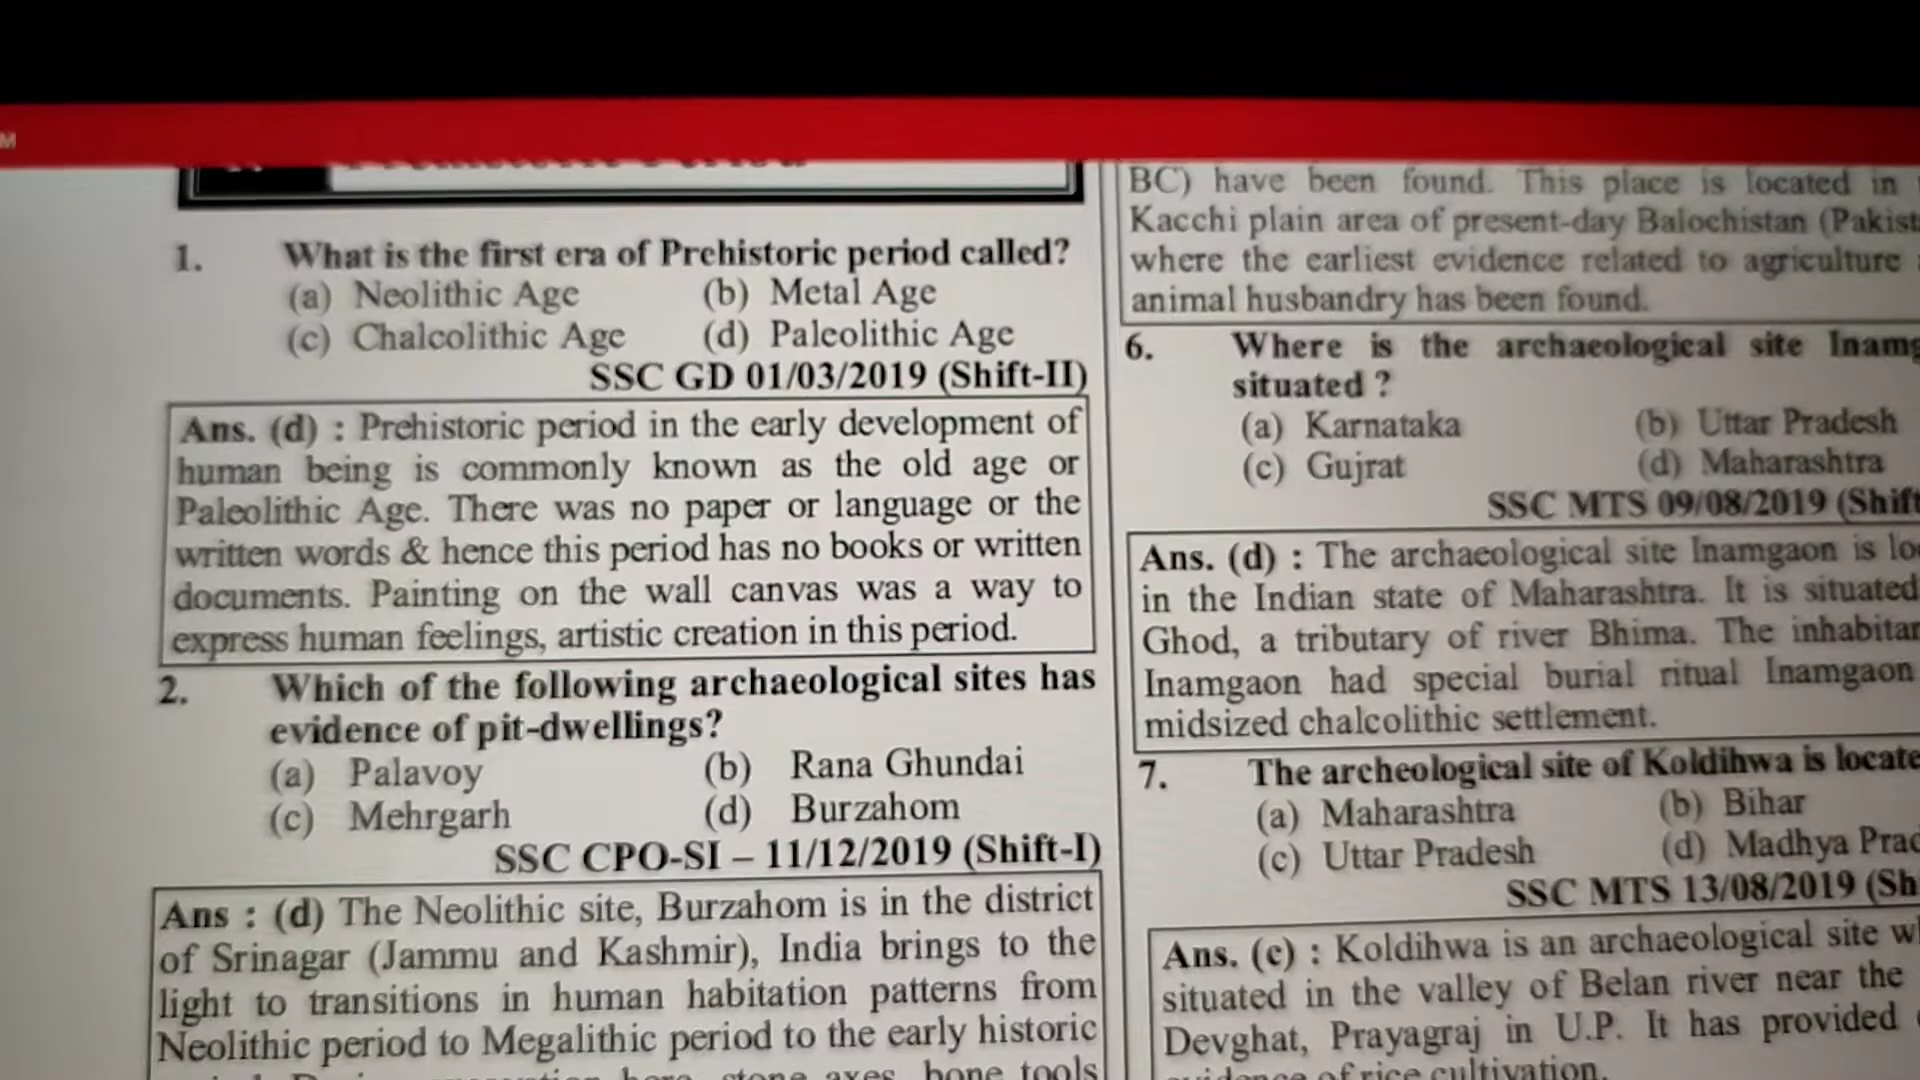 1. What is the first era of Prehistoric period called?
(a) Neolithic Age (b) Metal Age
(c) Chalcolithic Age (d) Paleolithic Age
SSC GD 01/03/2019 (Shift-II)
Ans. (d) : Prehistoric period in the early development of
human being is commonly known as the old age or
Paleolithic Age. There was no paper or language or the
written words & hence this period has no books or written
documents. Painting on the wall canvas was a way to
express human feelings, artistic creation in this period.
2. Which of the following archaeological sites has
evidence of pit-dwellings?
(a) Palavoy (b) Rana Ghundai
(c) Mehrgarh (d) Burzahom
SSC CPO-SI – 11/12/2019 (Shift-I)
Ans : (d) The Neolithic site, Burzahom is in the district
of Srinagar (Jammu and Kashmir), India brings to the
light to transitions in human habitation patterns from
Neolithic period to Megalithic period to the early historic
stone axes, bone tools
BC) have been found. This place is located in
Kacchi plain area of present-day Balochistan (Pakist
where the earliest evidence related to agriculture
animal husbandry has been found.
6. Where is the archaeological site Inamg
situated ?
(a) Karnataka (b) Uttar Pradesh
(c) Gujrat (d) Maharashtra
SSC MTS 09/08/2019 (Shift
Ans. (d) : The archaeological site Inamgaon is lo
in the Indian state of Maharashtra. It is situated
Ghod, a tributary of river Bhima. The inhabitan
Inamgaon had special burial ritual Inamgaon
midsized chalcolithic settlement.
7. The archeological site of Koldihwa is locate
(a) Maharashtra (b) Bihar
(c) Uttar Pradesh (d) Madhya Prad
SSC MTS 13/08/2019 (Sh
Ans. (c) : Koldihwa is an archaeological site wh
situated in the valley of Belan river near the
Devghat, Prayagraj in U.P. It has provided
evidence of rice cultivation.